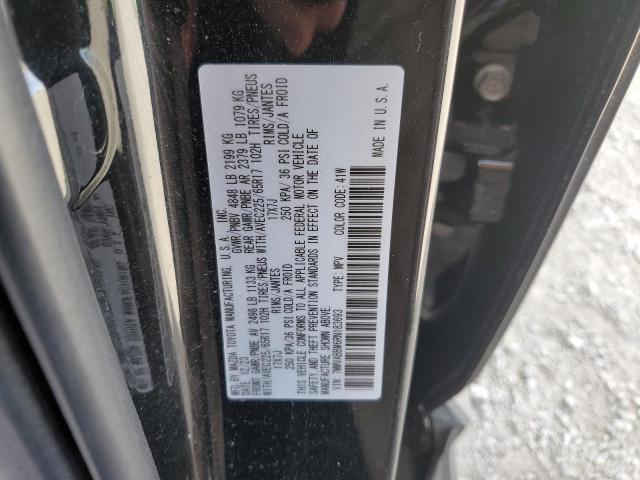 MFD. BY MAZDA TOYOTA MANUFACTURING, U.S.A., INC.
DATE: 12/23 GVWR/PNBV 4848 LB 2199 KG
FRONT GAWR/PNBE AV 2498 LB 1133 KG REAR GAWR/PNBE AR 2379 LB 1079 KG
WITH/AVEC225/65R17 102H TIRES/PNEUS WITH/AVEC225/65R17 102H TIRES/PNEUS
17X7J RIMS/JANTES 17X7J RIMS/JANTES
250 KPA/ 36 PSI COLD/A FROID 250 KPA/ 36 PSI COLD/A FROID
THIS VEHICLE CONFORMS TO ALL APPLICABLE FEDERAL MOTOR VEHICLE
SAFETY AND THEFT PREVENTION STANDARDS IN EFFECT ON THE DATE OF
MANUFACTURE SHOWN ABOVE.
VIN: TYPE: MPV COLOR CODE: 41W
MADE IN U.S.A.